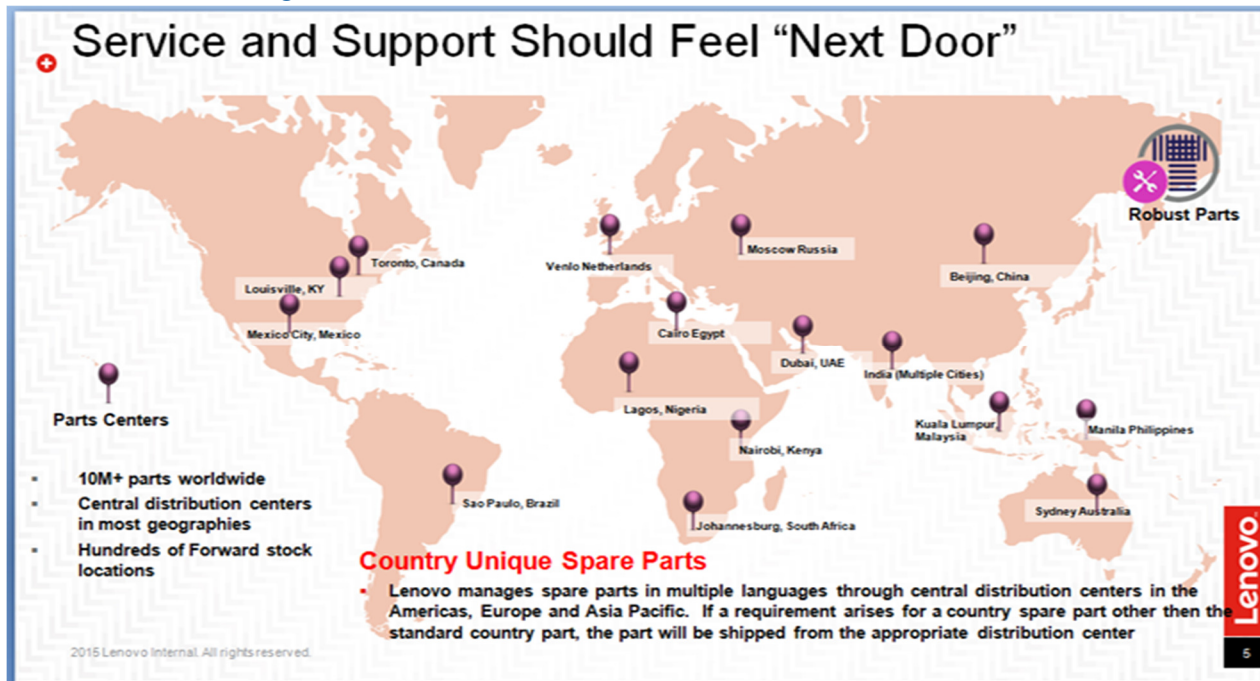 Service and Support Should Feel “Next Door”
Robust Parts
Toronto, Canada
Louisville, KY
Mexico City, Mexico
Venlo Netherlands
Moscow Russia
Beijing, China
Cairo Egypt
Dubai, UAE
India (Multiple Cities)
Lagos, Nigeria
Nairobi, Kenya
Kuala Lumpur,
Malaysia
Manila Philippines
Sao Paulo, Brazil
Johannesburg, South Africa
Sydney Australia
Parts Centers
10M+ parts worldwide
Central distribution centers
in most geographies
Hundreds of Forward stock
locations
Country Unique Spare Parts
Lenovo manages spare parts in multiple languages through central distribution centers in the
Americas, Europe and Asia Pacific. If a requirement arises for a country spare part other then the
standard country part, the part will be shipped from the appropriate distribution center
Lenovo
2015 Lenovo Internal. All rights reserved.
5